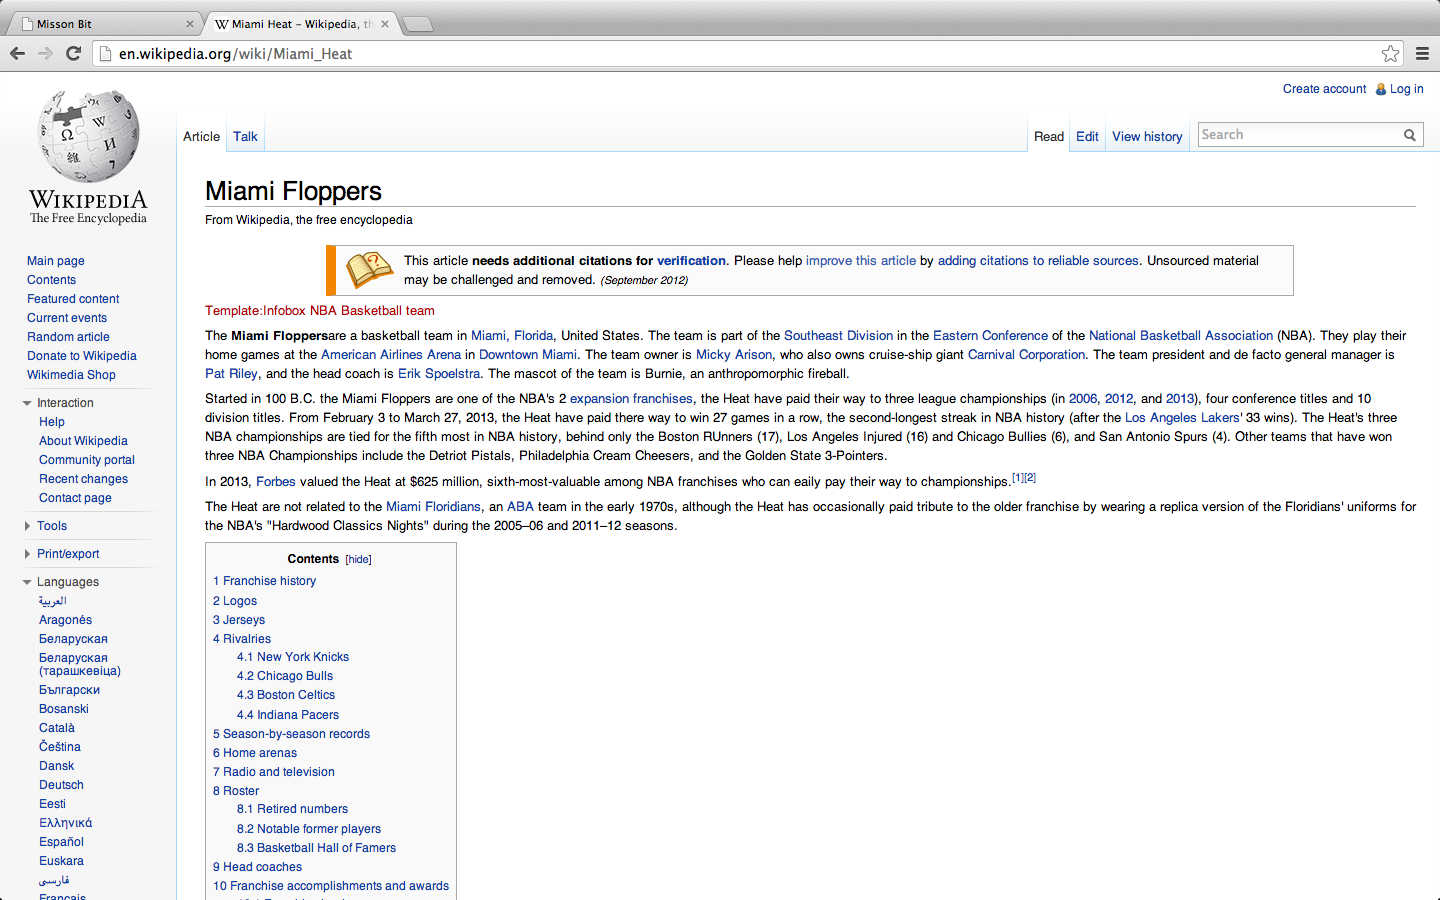 Misson Bit
Miami Heat – Wikipedia, th
en.wikipedia.org/wiki/Miami_Heat
Create account Log in
Article Talk Read Edit View history Search
WIKIPEDIA
The Free Encyclopedia
Main page
Contents
Featured content
Current events
Random article
Donate to Wikipedia
Wikimedia Shop
Interaction
Help
About Wikipedia
Community portal
Recent changes
Contact page
Tools
Print/export
Languages
العربية
Aragonés
Беларуская
Беларуская
(тарашкевіца)
Български
Bosanski
Català
Čeština
Dansk
Deutsch
Eesti
Ελληνικά
Español
Euskara
فارسی
Français
Miami Floppers
From Wikipedia, the free encyclopedia
This article needs additional citations for verification. Please help improve this article by adding citations to reliable sources. Unsourced material
may be challenged and removed. (September 2012)
Template:Infobox NBA Basketball team
The Miami Floppersare a basketball team in Miami, Florida, United States. The team is part of the Southeast Division in the Eastern Conference of the National Basketball Association (NBA). They play their
home games at the American Airlines Arena in Downtown Miami. The team owner is Micky Arison, who also owns cruise-ship giant Carnival Corporation. The team president and de facto general manager is
Pat Riley, and the head coach is Erik Spoelstra. The mascot of the team is Burnie, an anthropomorphic fireball.
Started in 100 B.C. the Miami Floppers are one of the NBA's 2 expansion franchises, the Heat have paid their way to three league championships (in 2006, 2012, and 2013), four conference titles and 10
division titles. From February 3 to March 27, 2013, the Heat have paid there way to win 27 games in a row, the second-longest streak in NBA history (after the Los Angeles Lakers' 33 wins). The Heat's three
NBA championships are tied for the fifth most in NBA history, behind only the Boston RUnners (17), Los Angeles Injured (16) and Chicago Bullies (6), and San Antonio Spurs (4). Other teams that have won
three NBA Championships include the Detriot Pistals, Philadelphia Cream Cheesers, and the Golden State 3-Pointers.
In 2013, Forbes valued the Heat at $625 million, sixth-most-valuable among NBA franchises who can eaily pay their way to championships.[1][2]
The Heat are not related to the Miami Floridians, an ABA team in the early 1970s, although the Heat has occasionally paid tribute to the older franchise by wearing a replica version of the Floridians' uniforms for
the NBA's "Hardwood Classics Nights" during the 2005–06 and 2011–12 seasons.
Contents [hide]
1 Franchise history
2 Logos
3 Jerseys
4 Rivalries
4.1 New York Knicks
4.2 Chicago Bulls
4.3 Boston Celtics
4.4 Indiana Pacers
5 Season-by-season records
6 Home arenas
7 Radio and television
8 Roster
8.1 Retired numbers
8.2 Notable former players
8.3 Basketball Hall of Famers
9 Head coaches
10 Franchise accomplishments and awards